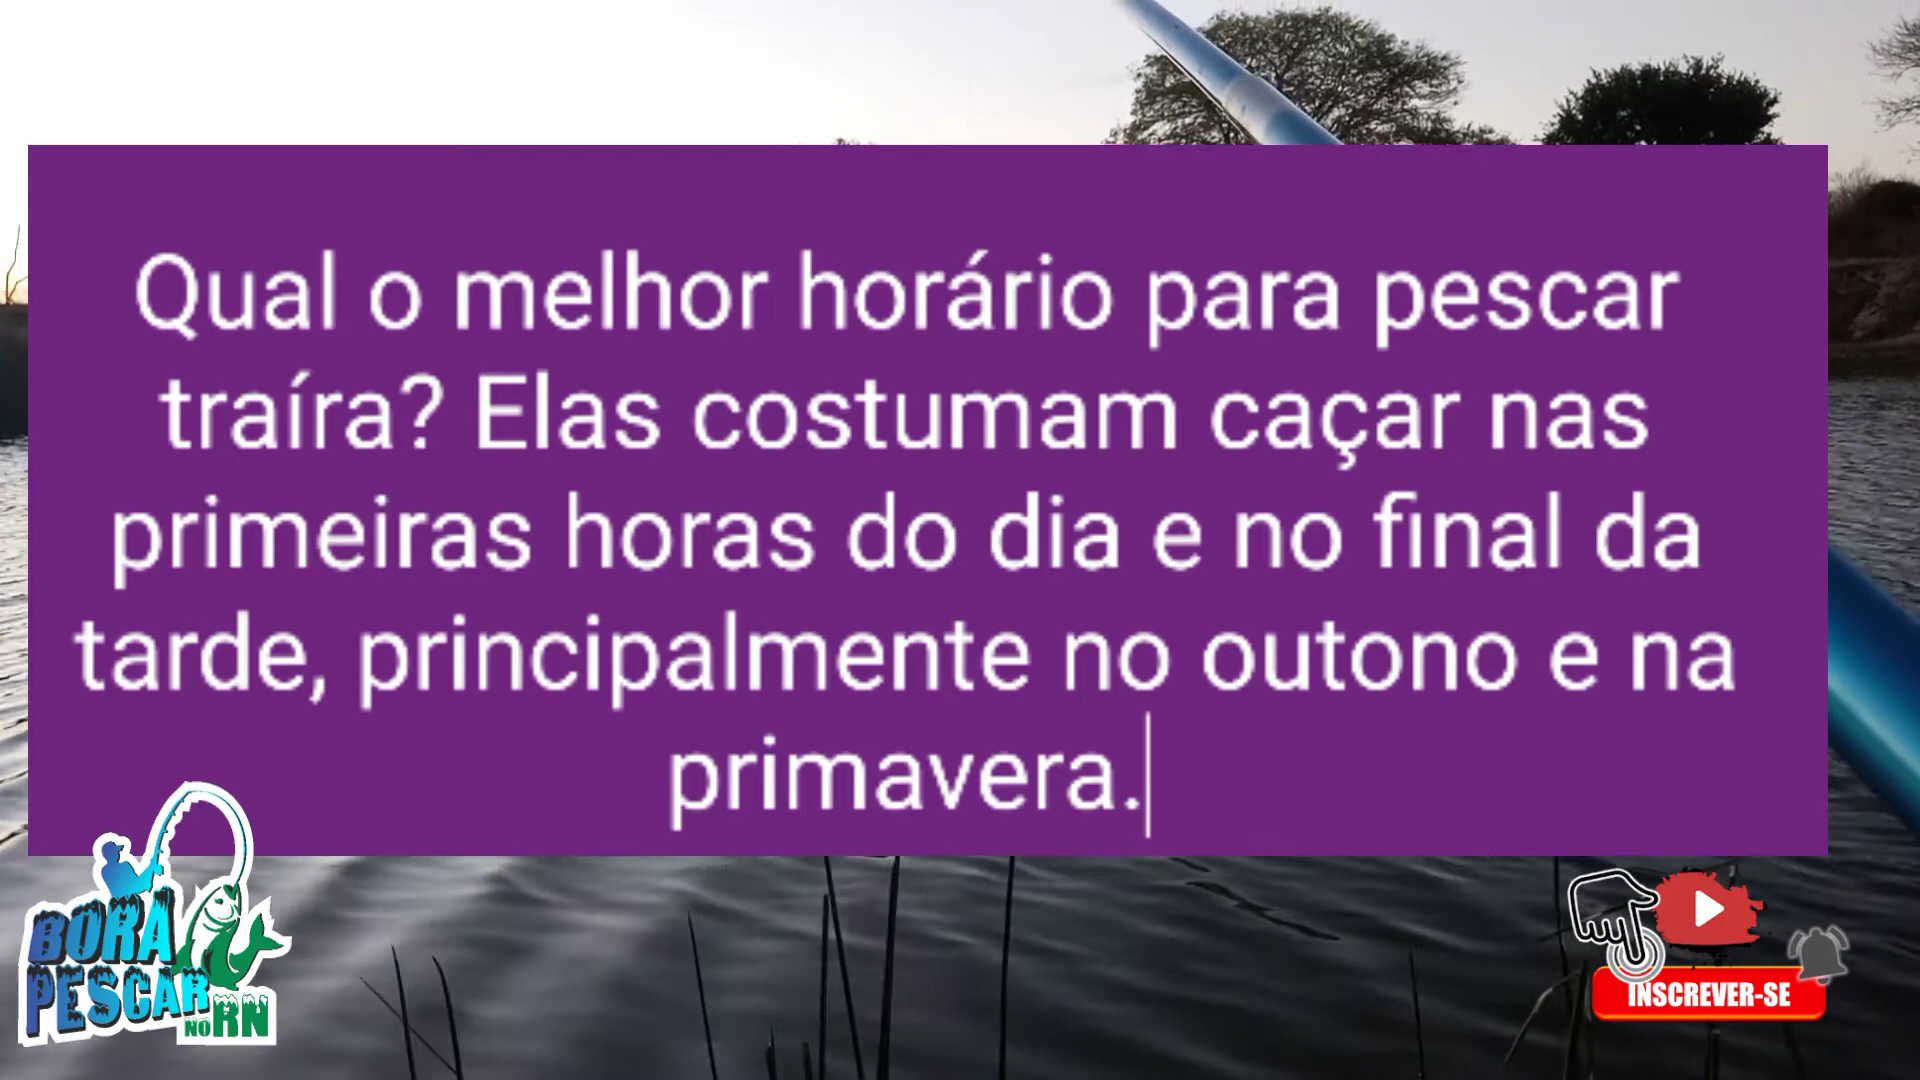 Qual o melhor horário para pescar
traíra? Elas costumam caçar nas
primeiras horas do dia e no final da
tarde, principalmente no outono e na
primavera.
BORA
PESCAR
NO RN
INSCREVER-SE